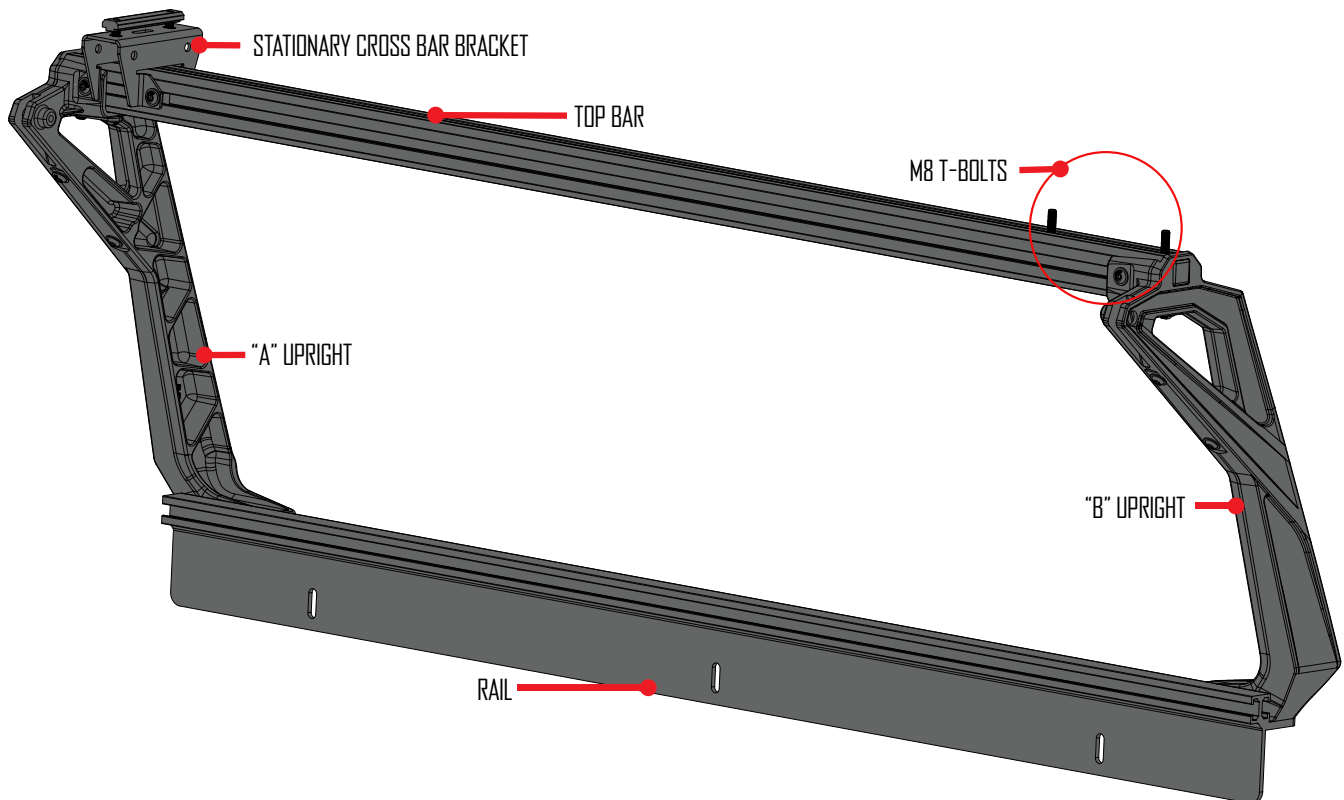 STATIONARY CROSS BAR BRACKET
TOP BAR
M8 T-BOLTS
“A” UPRIGHT
“B” UPRIGHT
RAIL